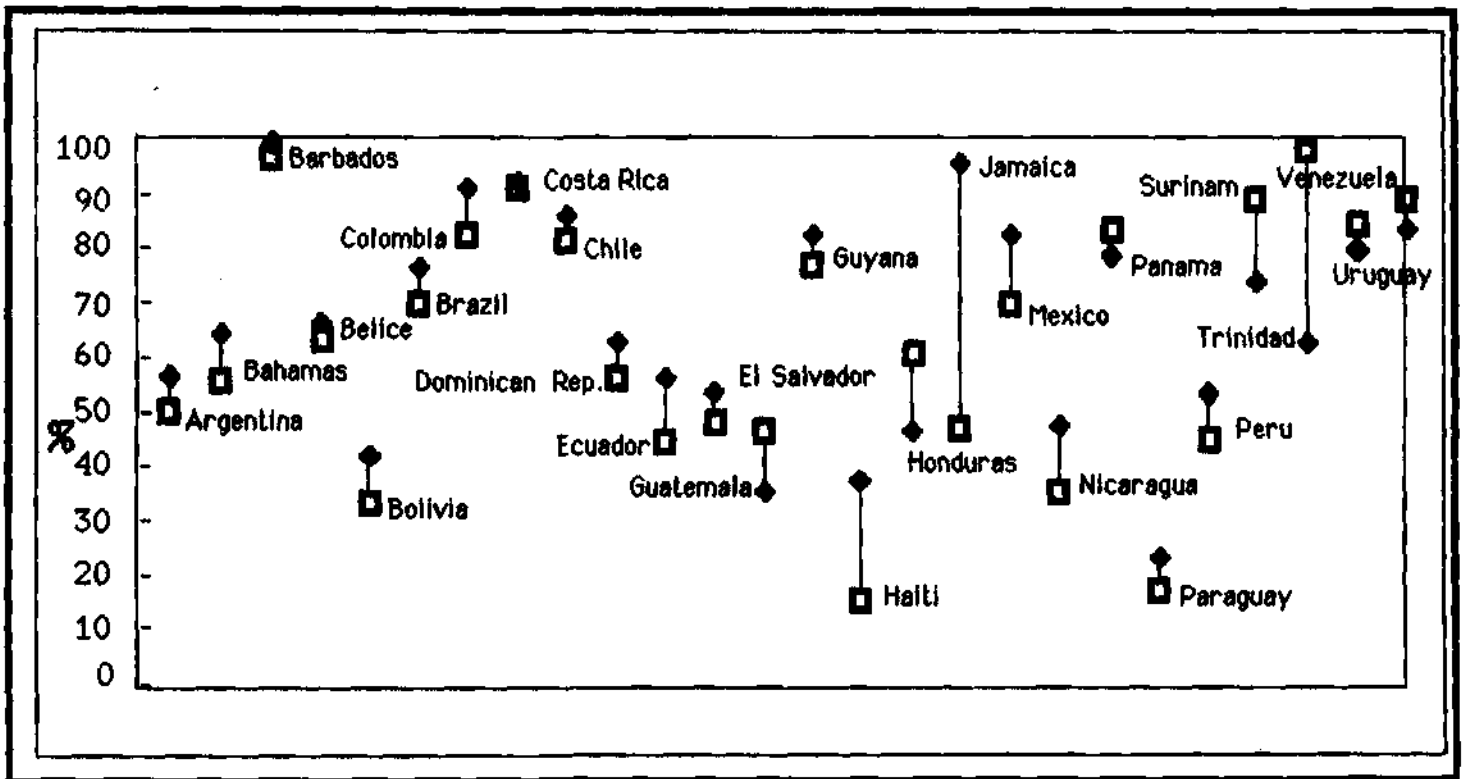 100
90
80
70
60
50
40
30
20
10
0
%
Barbados
Costa Rica
Jamaica
Surinam
Venezuela
Colombia
Chile
Guyana
Panama
Uruguay
Brazil
Mexico
Belice
Trinidad
Bahamas
Dominican Rep.
El Salvador
Argentina
Ecuador
Peru
Honduras
Guatemala
Nicaragua
Bolivia
Haiti
Paraguay